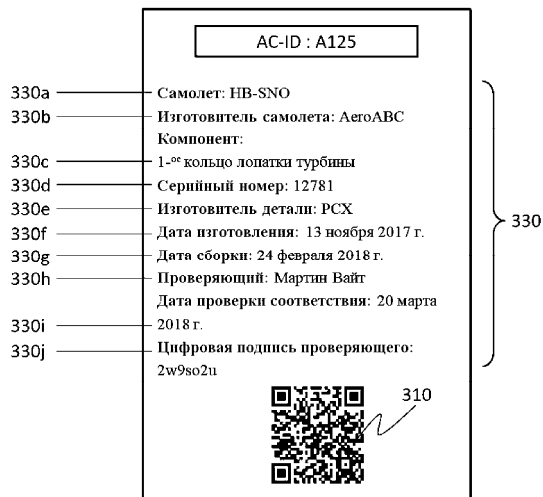 AC-ID : A125
330a Самолет: HB-SNO
330b Изготовитель самолета: AeroABC
Компонент:
330c 1-ое кольцо лопатки турбины
330d Серийный номер: 12781
330e Изготовитель детали: PCX
330f Дата изготовления: 13 ноября 2017 г.
330g Дата сборки: 24 февраля 2018 г.
330h Проверяющий: Мартин Вайт
Дата проверки соответствия: 20 марта
330i 2018 г.
330j Цифровая подпись проверяющего:
2w9so2u
330
310